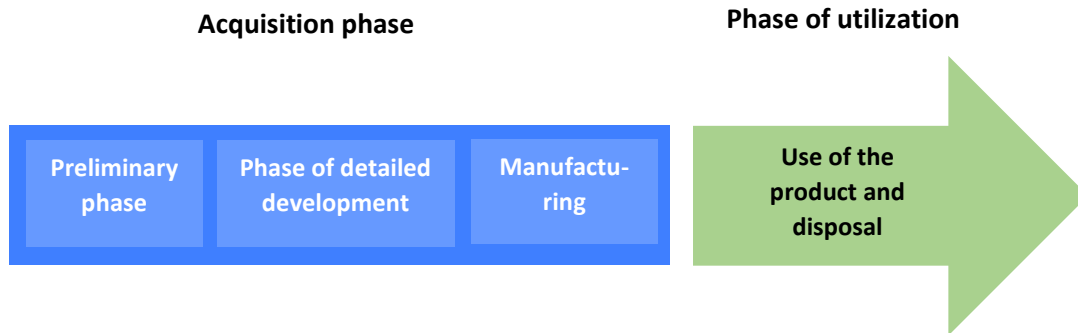 Acquisition phase
Phase of utilization
Preliminary
phase
Phase of detailed
development
Manufactu-
ring
Use of the
product and
disposal